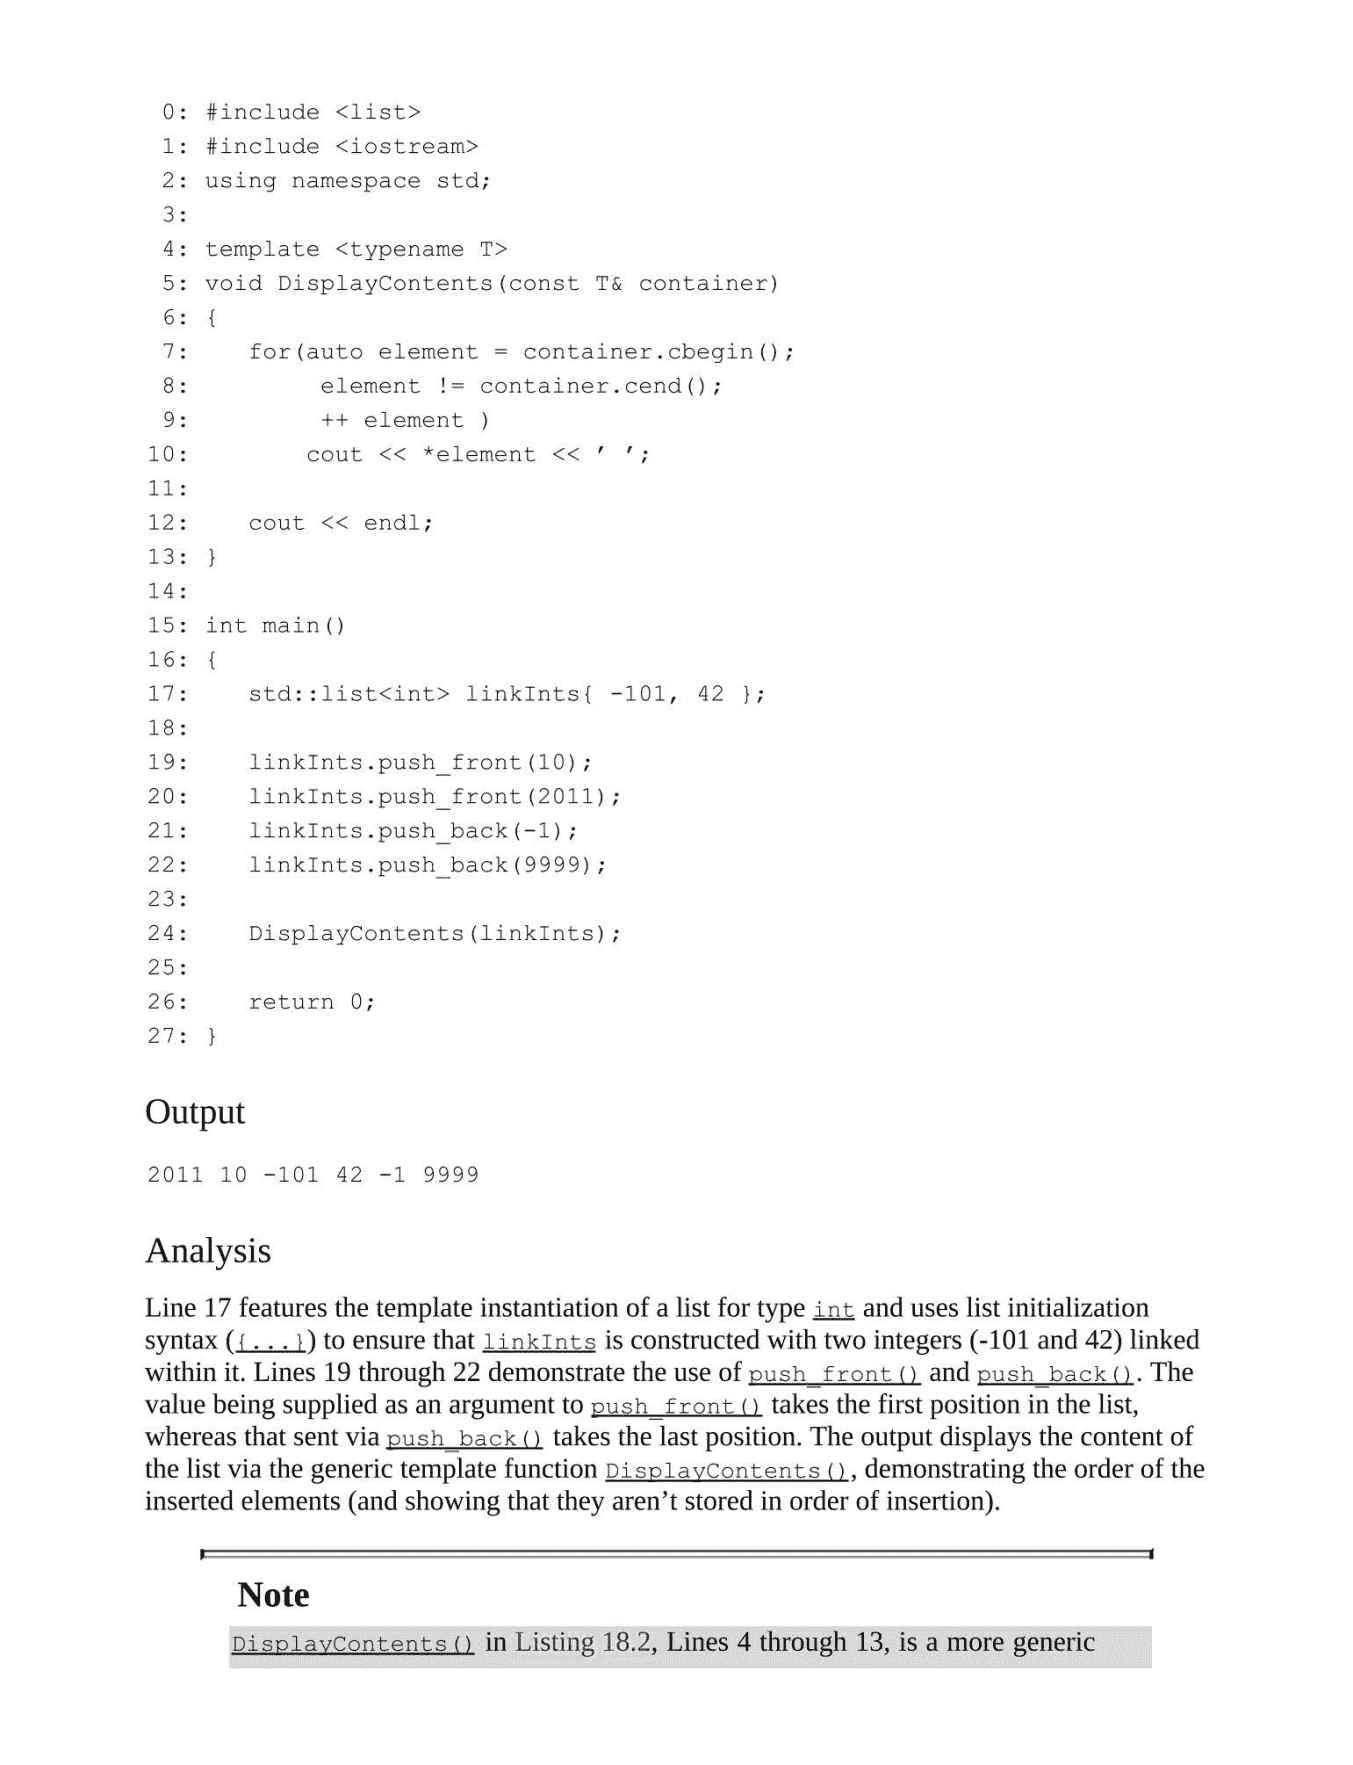 0: #include <list>
1: #include <iostream>
2: using namespace std;
3:
4: template <typename T>
5: void DisplayContents(const T& container)
6: {
7:    for(auto element = container.cbegin();
8:         element != container.cend();
9:         ++ element )
10:        cout << *element << ' ';
11:
12:    cout << endl;
13: }
14:
15: int main()
16: {
17:    std::list<int> linkInts{ -101, 42 };
18:
19:    linkInts.push_front(10);
20:    linkInts.push_front(2011);
21:    linkInts.push_back(-1);
22:    linkInts.push_back(9999);
23:
24:    DisplayContents(linkInts);
25:
26:    return 0;
27: }
Output
2011 10 -101 42 -1 9999
Analysis
Line 17 features the template instantiation of a list for type int and uses list initialization
syntax ({...}) to ensure that linkInts is constructed with two integers (-101 and 42) linked
within it. Lines 19 through 22 demonstrate the use of push_front() and push_back(). The
value being supplied as an argument to push_front() takes the first position in the list,
whereas that sent via push_back() takes the last position. The output displays the content of
the list via the generic template function DisplayContents(), demonstrating the order of the
inserted elements (and showing that they aren’t stored in order of insertion).
Note
DisplayContents() in Listing 18.2, Lines 4 through 13, is a more generic